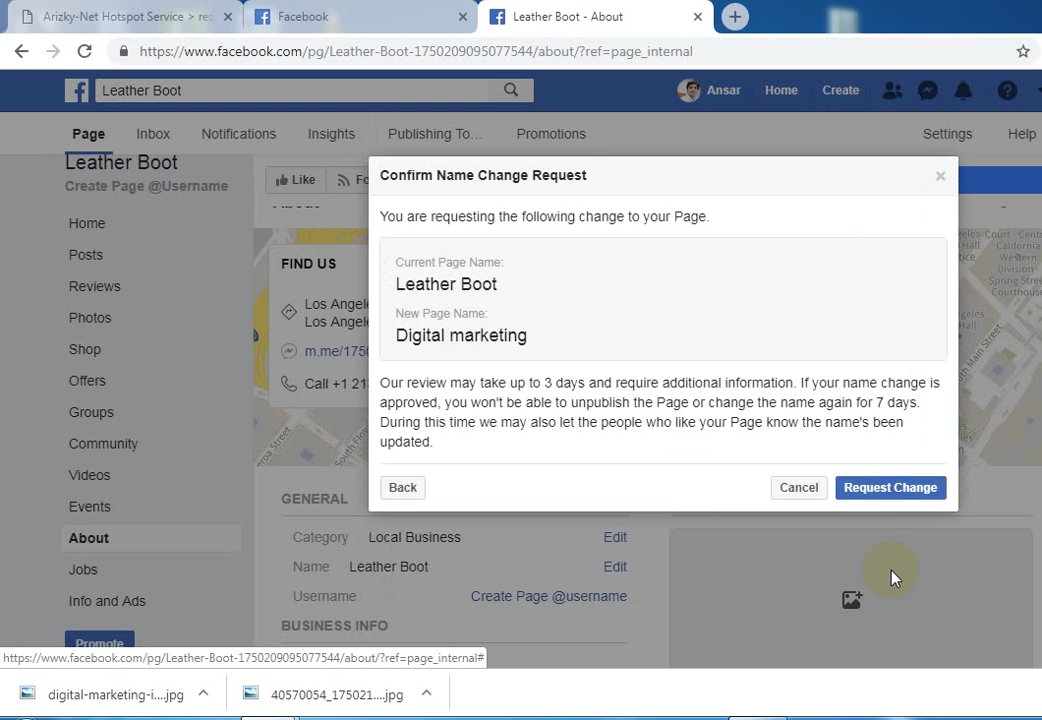 Arizky-Net Hotspot Service > re
Facebook
Leather Boot - About
https://www.facebook.com/pg/Leather-Boot-1750209095077544/about/?ref=page_internal
Leather Boot
Ansar
Home
Create
Page
Inbox
Notifications
Insights
Publishing To...
Promotions
Settings
Help
Leather Boot
Create Page @Username
Home
Posts
Reviews
Photos
Shop
Offers
Groups
Community
Videos
Events
About
Jobs
Info and Ads
Promote
Like
Fo
FIND US
Los Angeles
Los Angel
m.me/175
Call +1 21
Confirm Name Change Request
You are requesting the following change to your Page.
Current Page Name:
Leather Boot
New Page Name:
Digital marketing
Our review may take up to 3 days and require additional information. If your name change is
approved, you won't be able to unpublish the Page or change the name again for 7 days.
During this time we may also let the people who like your Page know the name's been
updated.
Back
Cancel
Request Change
GENERAL
Category Local Business Edit
Name Leather Boot Edit
Username Create Page @username
BUSINESS INFO
https://www.facebook.com/pg/Leather-Boot-1750209095077544/about/?ref=page_internal#
digital-marketing-i....jpg
40570054_175021....jpg